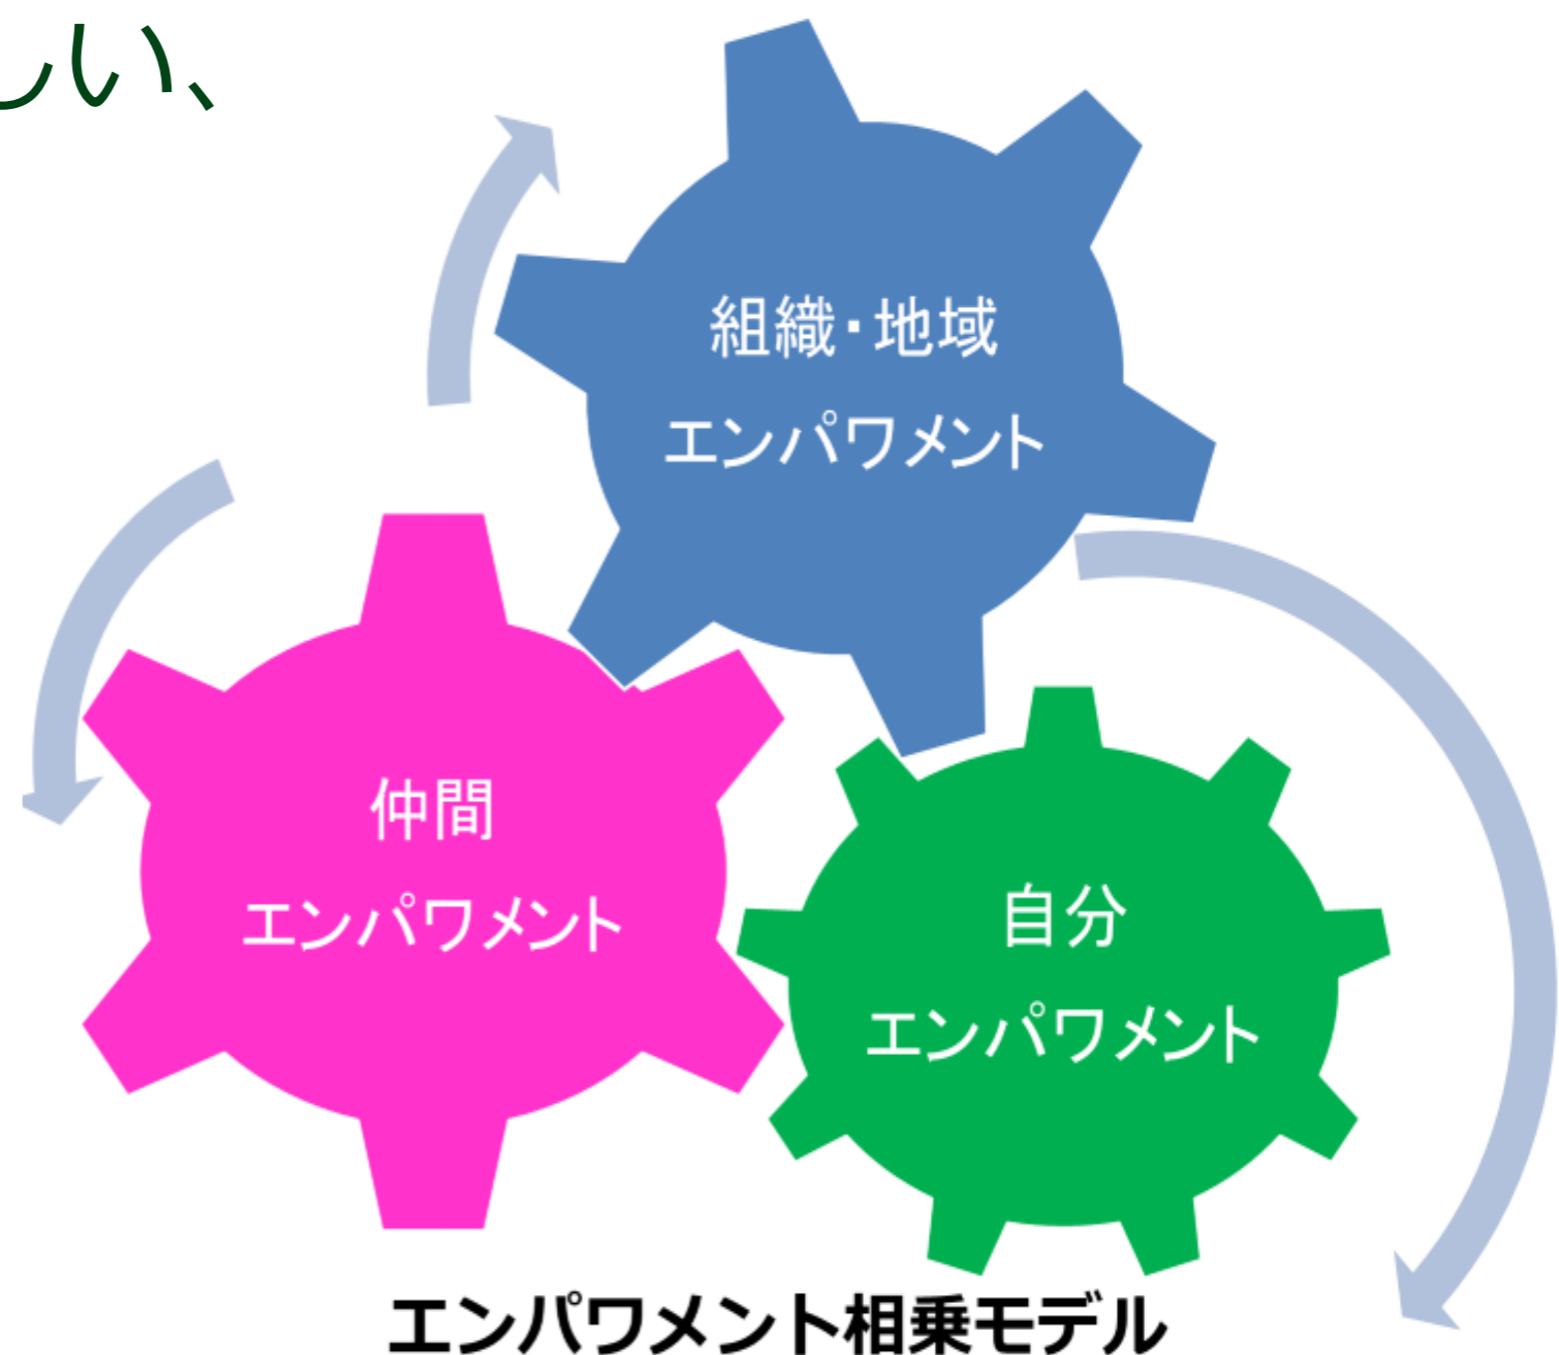 しい、
組織・地域
エンパワメント
仲間
エンパワメント
自分
エンパワメント
エンパワメント相乗モデル